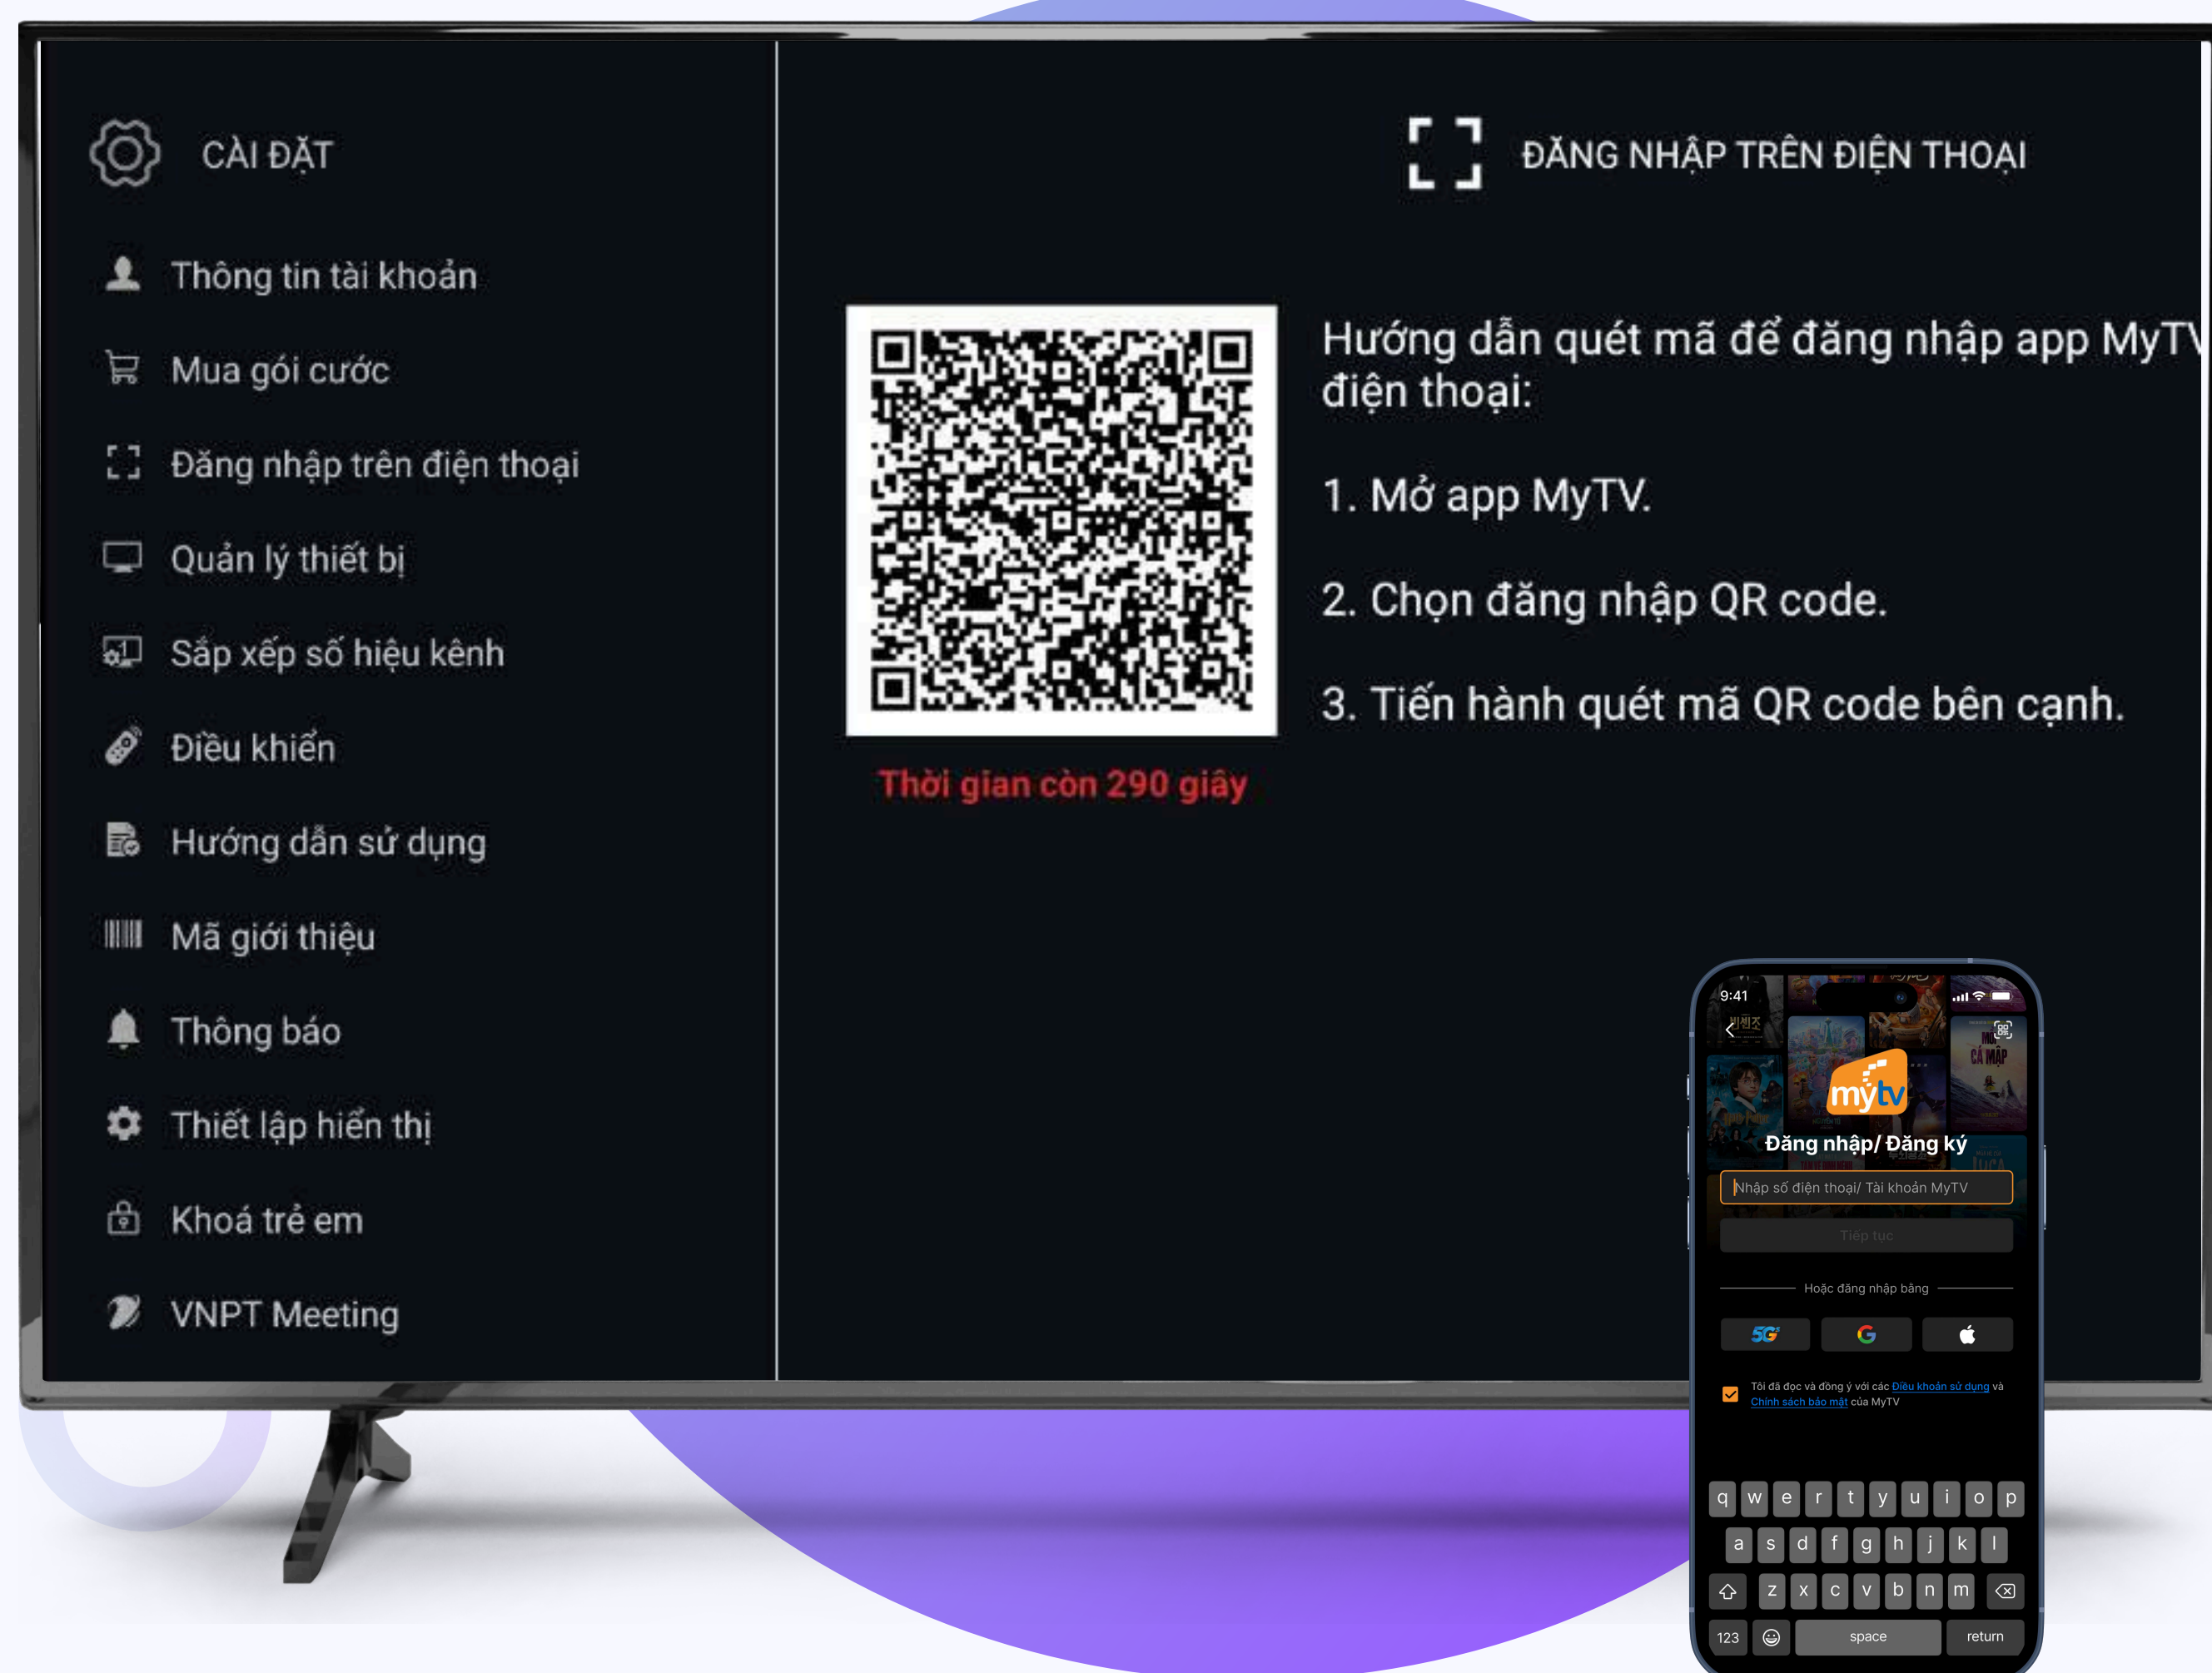 CÀI ĐẶT
Thông tin tài khoản
Mua gói cước
Đăng nhập trên điện thoại
Quản lý thiết bị
Sắp xếp số hiệu kênh
Điều khiển
Hướng dẫn sử dụng
Mã giới thiệu
Thông báo
Thiết lập hiển thị
Khoá trẻ em
VNPT Meeting
ĐĂNG NHẬP TRÊN ĐIỆN THOẠI
Hướng dẫn quét mã để đăng nhập app MyTV
điện thoại:
1. Mở app MyTV.
2. Chọn đăng nhập QR code.
3. Tiến hành quét mã QR code bên cạnh.
Thời gian còn 290 giây
9:41
빈센조
CÁ MẬP
mytv
Đăng nhập/ Đăng ký
LUCA
Nhập số điện thoại/ Tài khoản MyTV
Tiếp tục
Hoặc đăng nhập bằng
5G G
Tôi đã đọc và đồng ý với các Điều khoản sử dụng và
Chính sách bảo mật của MyTV
q w e r t y u i o p
a s d f g h j k l
z x c v b n m
123 space return